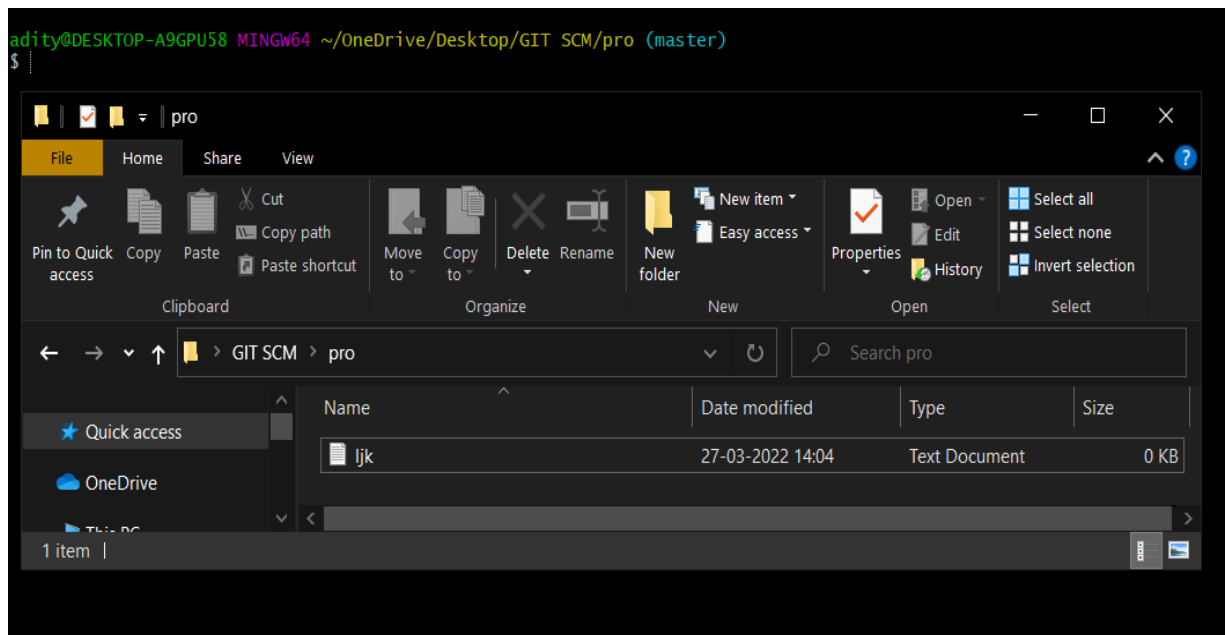 adity@DESKTOP-A9GPU58 MINGW64 ~/OneDrive/Desktop/GIT SCM/pro (master)
$
pro
File Home Share View
Pin to Quick access
Copy
Paste
Cut
Copy path
Paste shortcut
Clipboard
Move to
Copy to
Delete
Rename
Organize
New folder
New item
Easy access
New
Properties
Open
Edit
History
Open
Select all
Select none
Invert selection
Select
> GIT SCM > pro
Search pro
Name Date modified Type Size
ljk 27-03-2022 14:04 Text Document 0 KB
Quick access
OneDrive
This PC
1 item